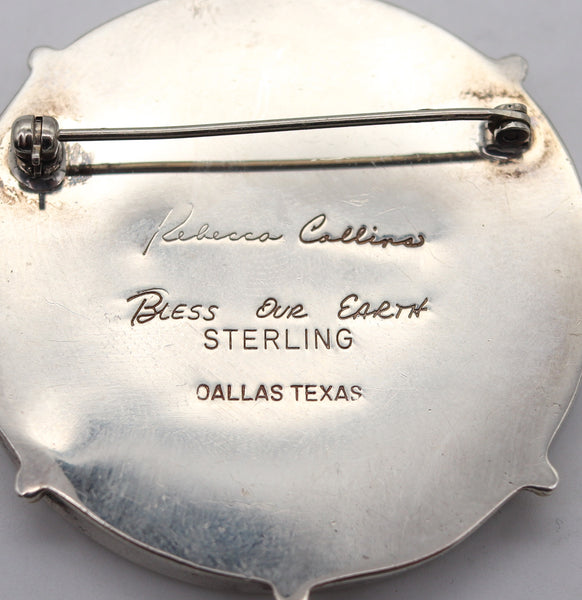 Rebecca Collins
BLESS OUR EARTH
STERLING
DALLAS TEXAS